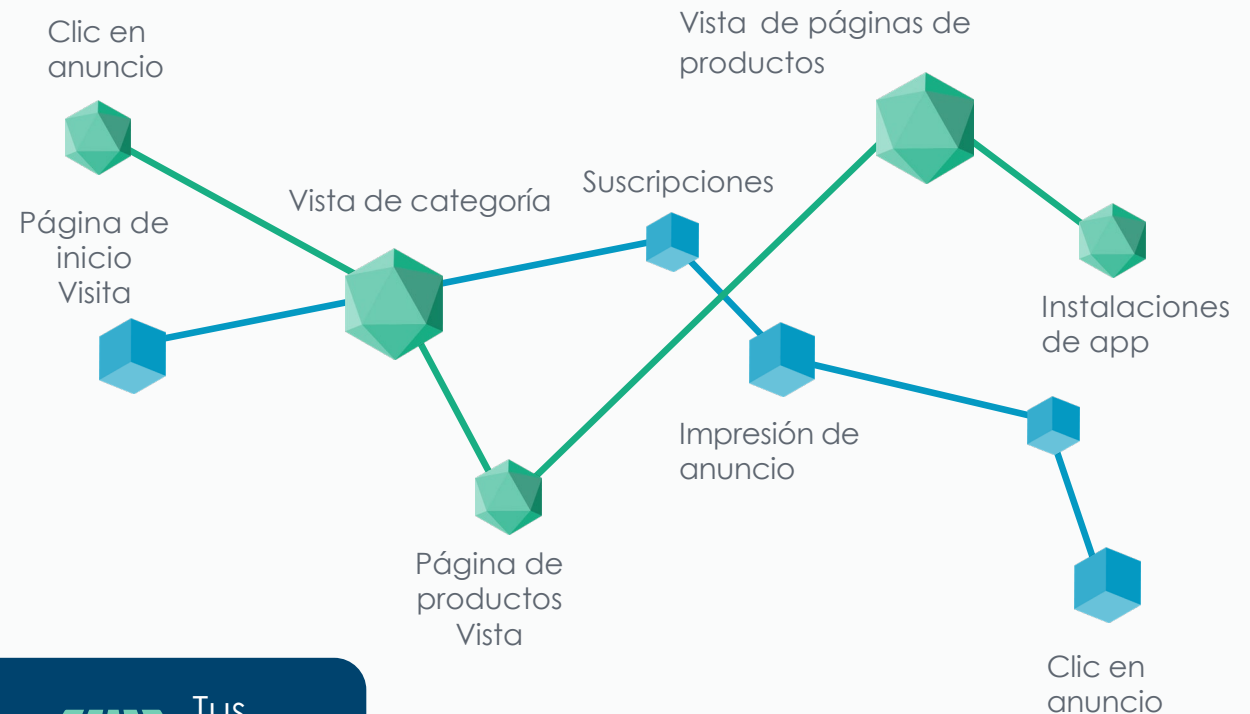 Clic en
anuncio
Vista de páginas de
productos
Página de
inicio
Visita
Vista de categoría
Suscripciones
Instalaciones
de app
Impresión de
anuncio
Página de
productos
Vista
Clic en
anuncio
Tus